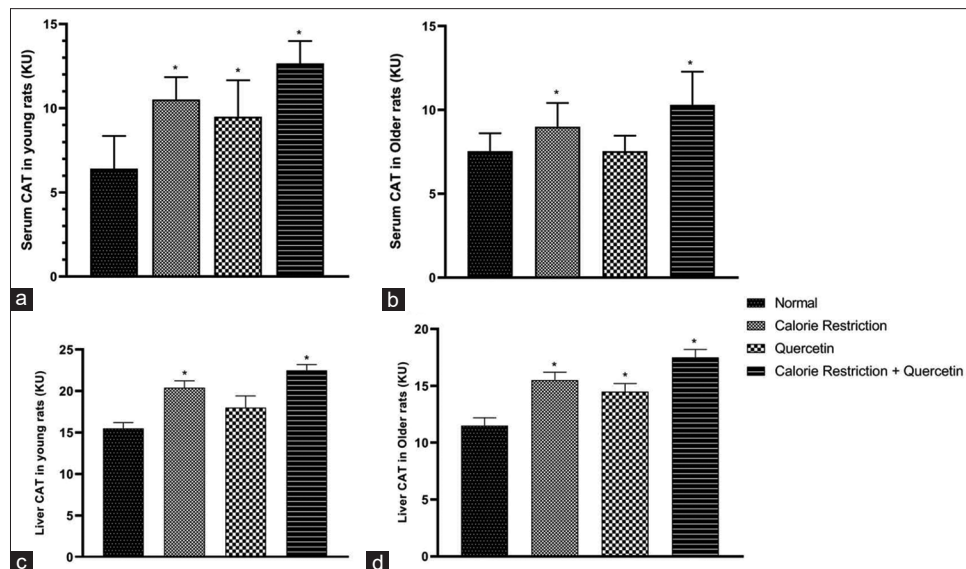 15
*
*
*
10
5
0
Serum CAT in young rats (KU)
a
15
*
*
10
5
0
Serum CAT in Older rats (KU)
b
Normal
Calorie Restriction
Quercetin
Calorie Restriction + Quercetin
25
*
*
20
15
10
5
0
Liver CAT in young rats (KU)
c
20
*
*
*
15
10
5
0
Liver CAT in Older rats (KU)
d